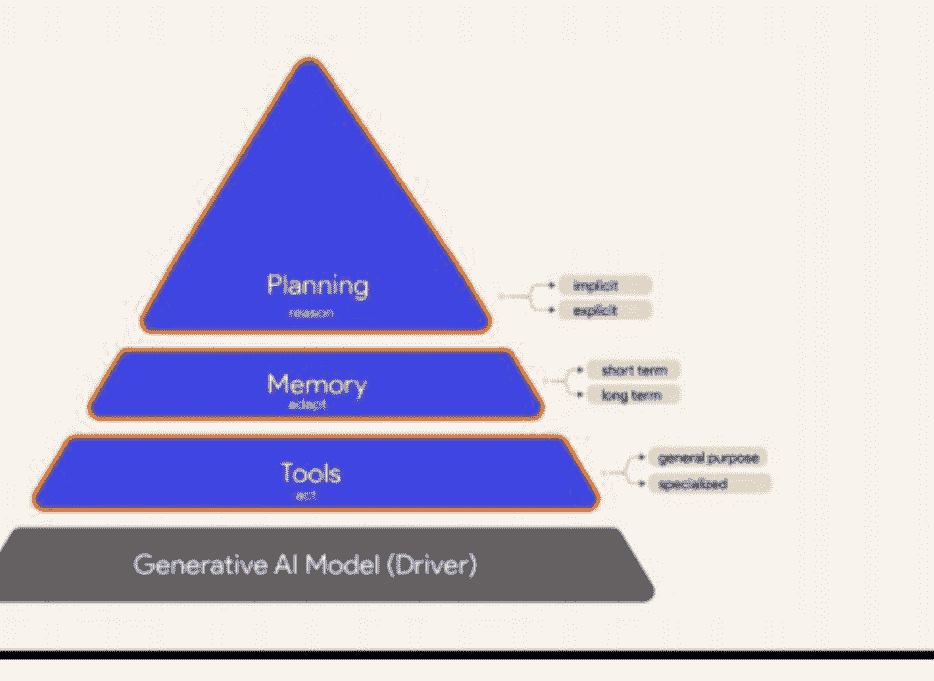 Planning
reason
implicit
explicit
Memory
adapt
short term
long term
Tools
act
general purpose
specialized
Generative AI Model (Driver)